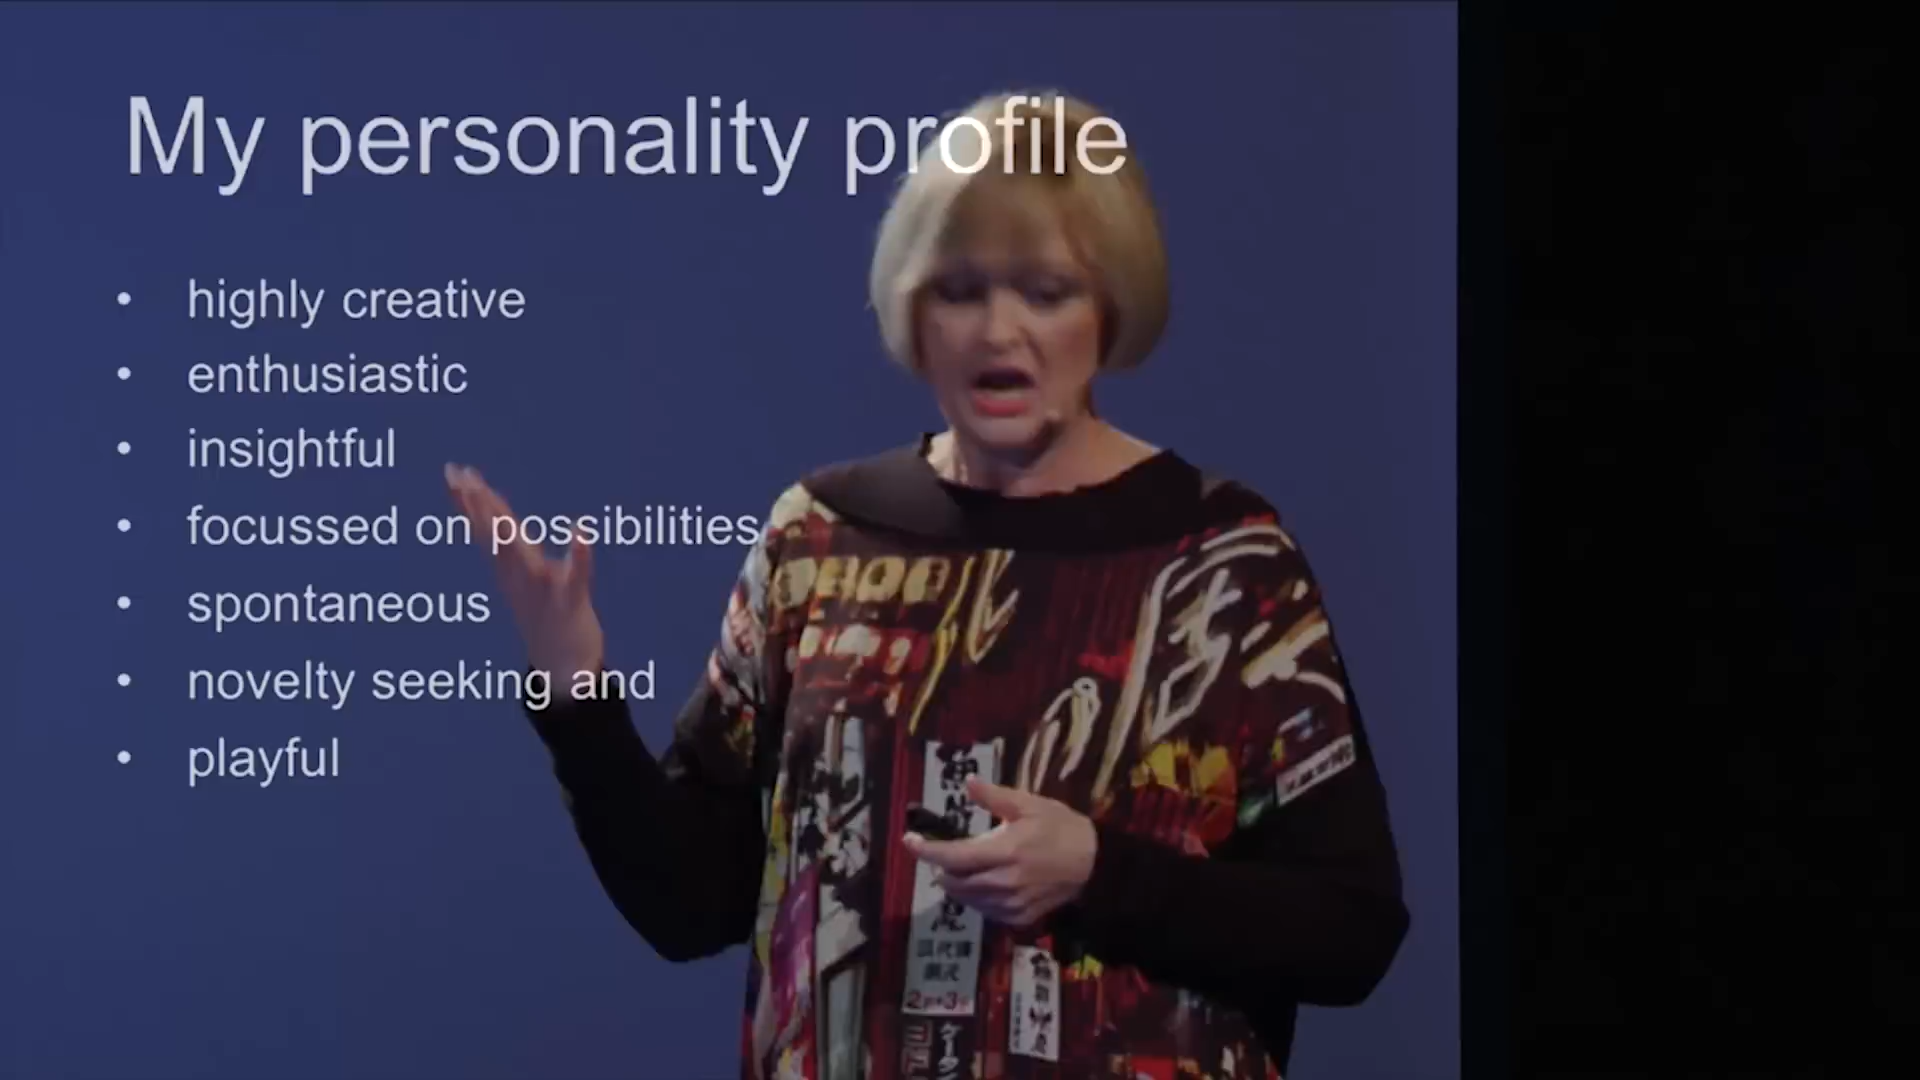 My personality profile
• highly creative
• enthusiastic
• insightful
• focussed on possibilities
• spontaneous
• novelty seeking and
• playful